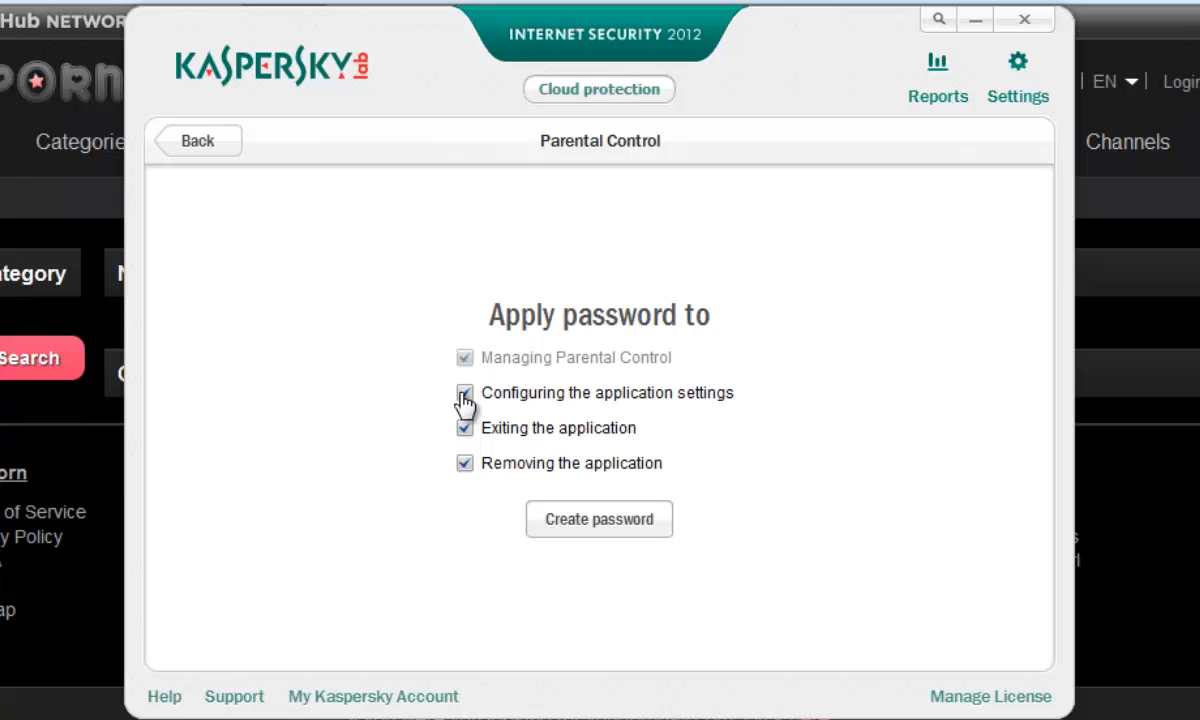 Hub NETWOR
INTERNET SECURITY 2012
KASPERSKY lab
Cloud protection
Reports
Settings
EN
Login
Categorie
Channels
Back
Parental Control
tegory
Search
Apply password to
Managing Parental Control
Configuring the application settings
Exiting the application
Removing the application
Create password
orn
of Service
y Policy
ap
Help
Support
My Kaspersky Account
Manage License